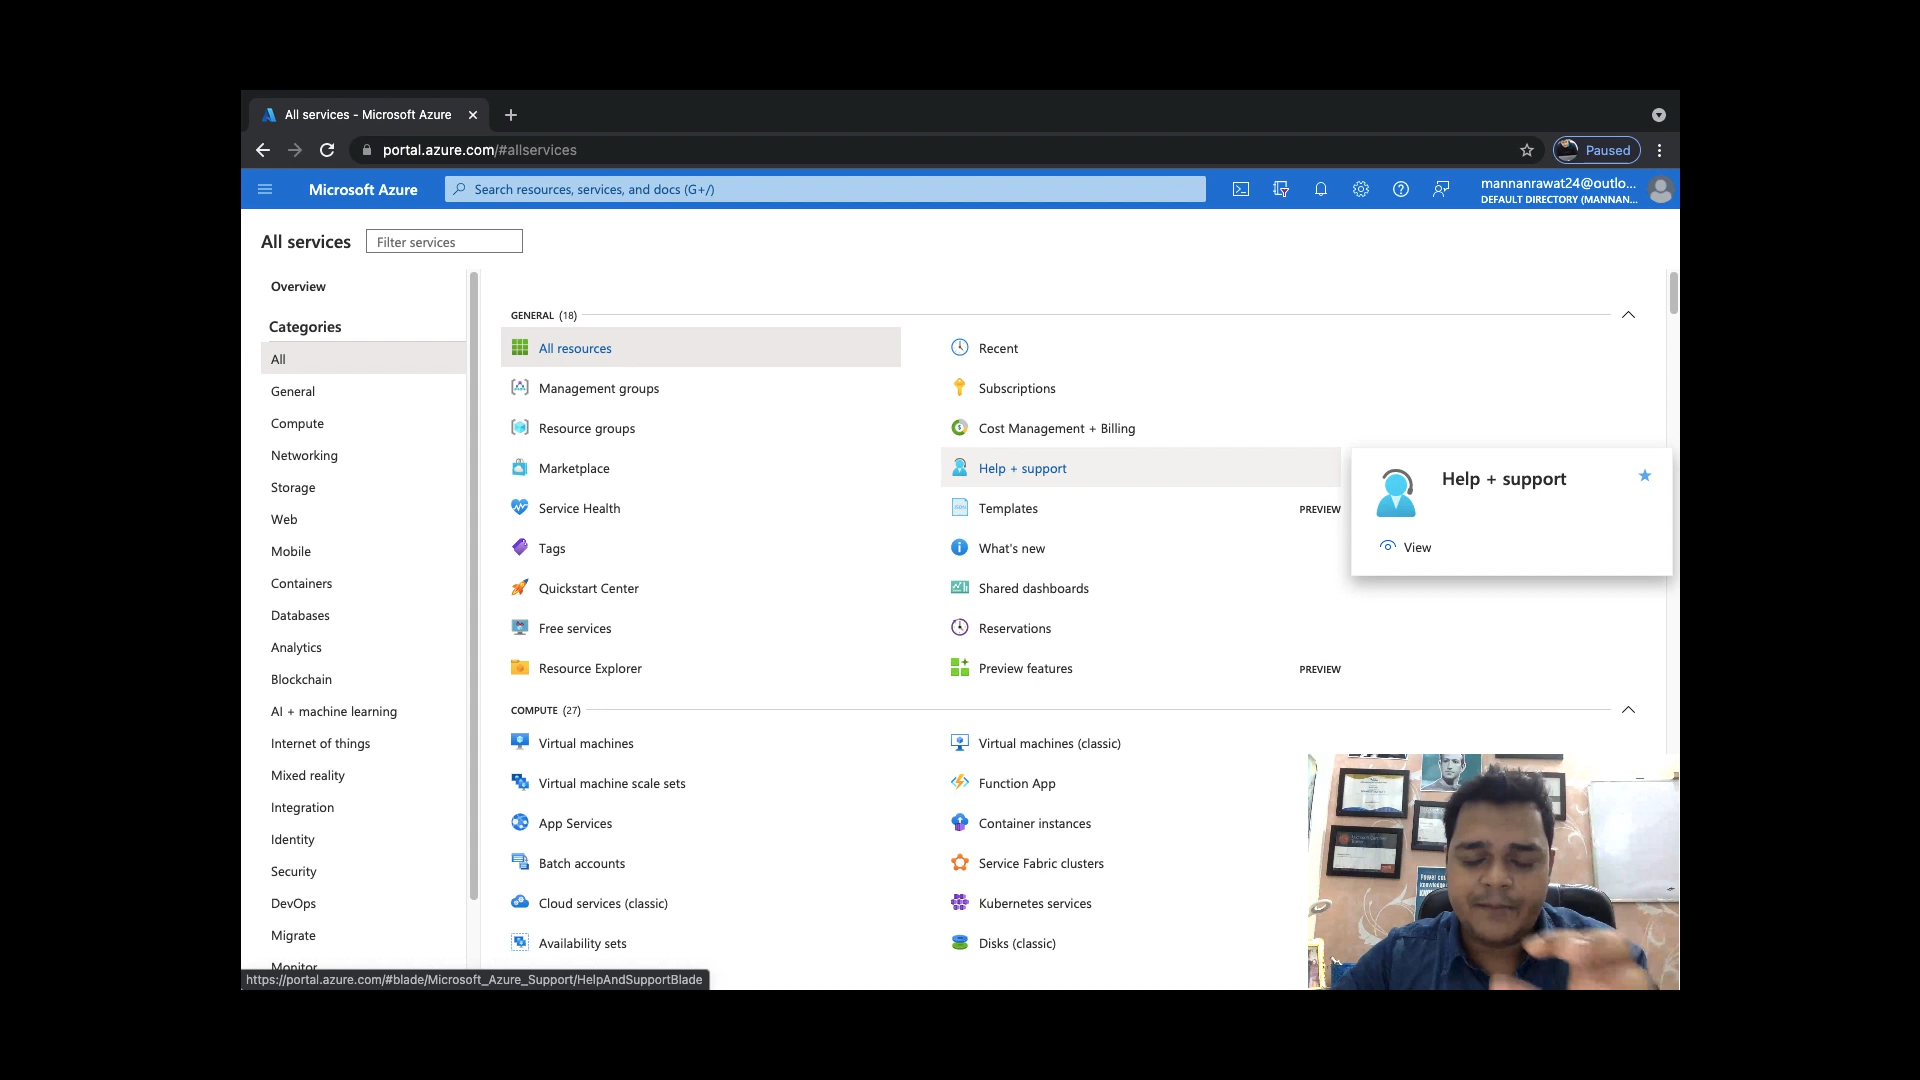 All services - Microsoft Azure
portal.azure.com/#allservices
Paused
Microsoft Azure
Search resources, services, and docs (G+/)
mannanrawat24@outlo...
DEFAULT DIRECTORY (MANNAN...
All services
Filter services
Overview
Categories
All
General
Compute
Networking
Storage
Web
Mobile
Containers
Databases
Analytics
Blockchain
AI + machine learning
Internet of things
Mixed reality
Integration
Identity
Security
DevOps
Migrate
Monitor
GENERAL (18)
All resources
Recent
Management groups
Subscriptions
Resource groups
Cost Management + Billing
Marketplace
Help + support
Service Health
Templates
PREVIEW
Tags
What's new
Quickstart Center
Shared dashboards
Free services
Reservations
Resource Explorer
Preview features
PREVIEW
Help + support
View
COMPUTE (27)
Virtual machines
Virtual machines (classic)
Virtual machine scale sets
Function App
App Services
Container instances
Batch accounts
Service Fabric clusters
Cloud services (classic)
Kubernetes services
Availability sets
Disks (classic)
https://portal.azure.com/#blade/Microsoft_Azure_Support/HelpAndSupportBlade